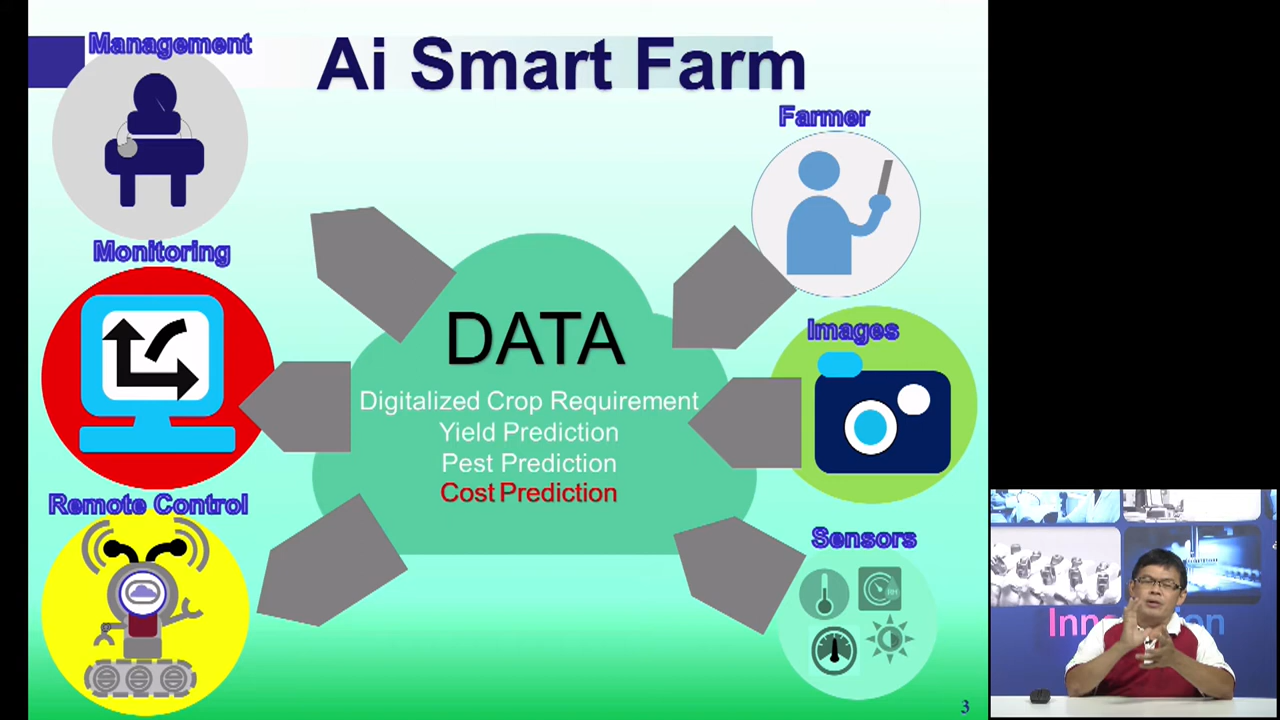 Management
Ai Smart Farm
Farmer
Monitoring
Images
DATA
Digitalized Crop Requirement
Yield Prediction
Pest Prediction
Cost Prediction
Remote Control
Sensors
RH
3